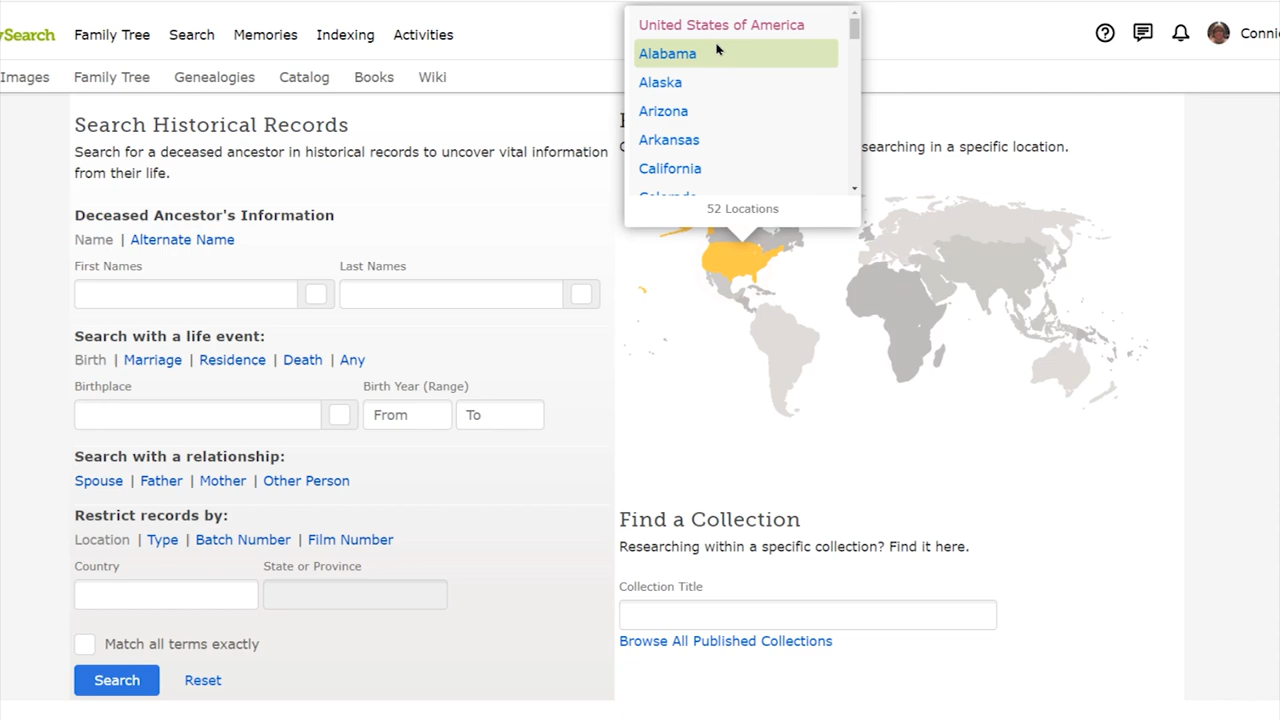 ySearch
Family Tree
Search
Memories
Indexing
Activities
Images
Family Tree
Genealogies
Catalog
Books
Wiki
United States of America
Alabama
Alaska
Arizona
Arkansas
California
Colorado
52 Locations
Search Historical Records
Search for a deceased ancestor in historical records to uncover vital information
from their life.
Deceased Ancestor's Information
Name | Alternate Name
First Names
Last Names
Search with a life event:
Birth | Marriage | Residence | Death | Any
Birthplace
Birth Year (Range)
From
To
Search with a relationship:
Spouse | Father | Mother | Other Person
Restrict records by:
Location | Type | Batch Number | Film Number
Country
State or Province
Match all terms exactly
Search
Reset
searching in a specific location.
Find a Collection
Researching within a specific collection? Find it here.
Collection Title
Browse All Published Collections